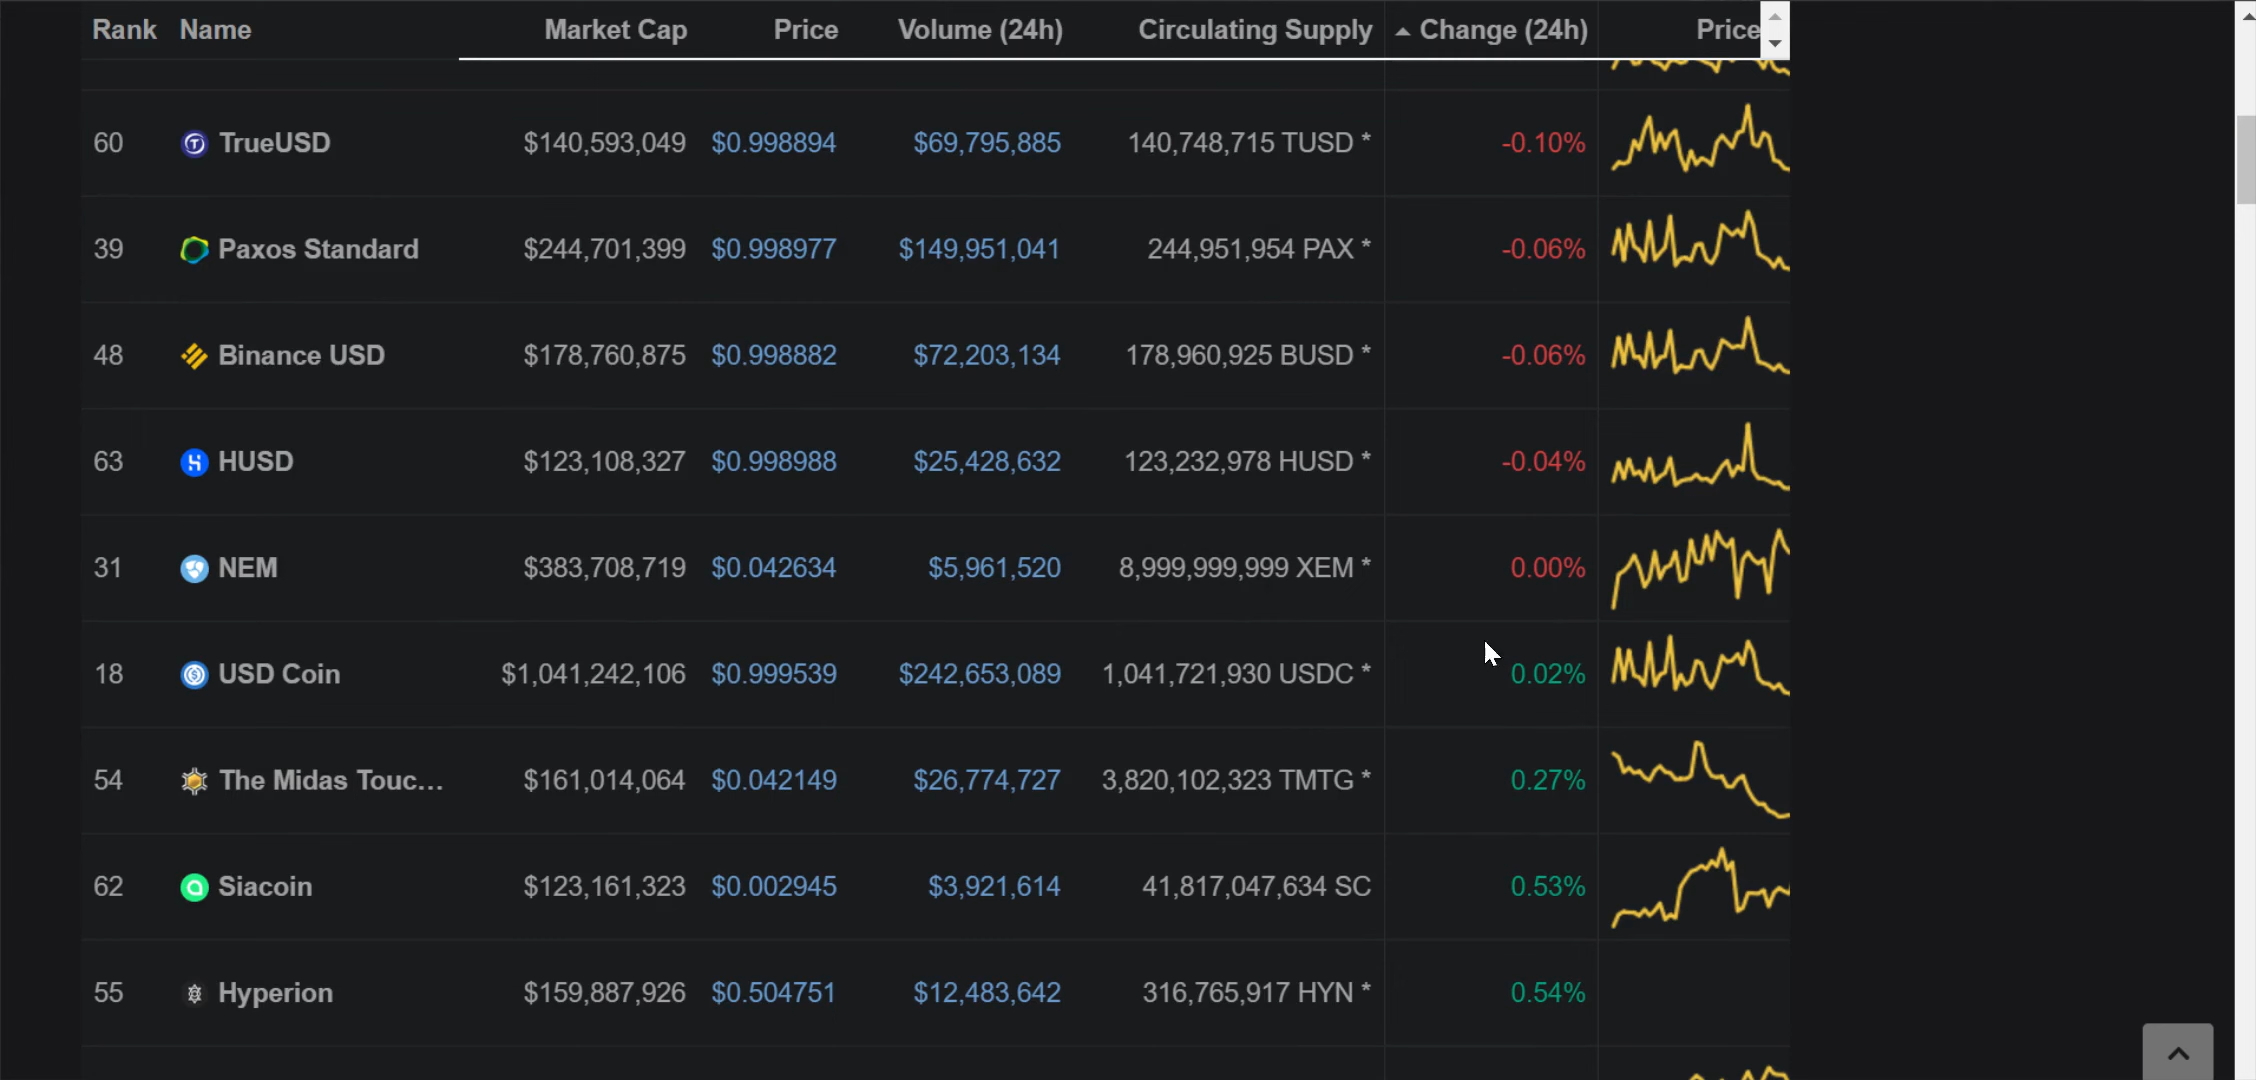 Rank Name Market Cap Price Volume (24h) Circulating Supply Change (24h) Price
60 TrueUSD $140,593,049 $0.998894 $69,795,885 140,748,715 TUSD * -0.10%
39 Paxos Standard $244,701,399 $0.998977 $149,951,041 244,951,954 PAX * -0.06%
48 Binance USD $178,760,875 $0.998882 $72,203,134 178,960,925 BUSD * -0.06%
63 HUSD $123,108,327 $0.998988 $25,428,632 123,232,978 HUSD * -0.04%
31 NEM $383,708,719 $0.042634 $5,961,520 8,999,999,999 XEM * 0.00%
18 USD Coin $1,041,242,106 $0.999539 $242,653,089 1,041,721,930 USDC * 0.02%
54 The Midas Touc... $161,014,064 $0.042149 $26,774,727 3,820,102,323 TMTG * 0.27%
62 Siacoin $123,161,323 $0.002945 $3,921,614 41,817,047,634 SC 0.53%
55 Hyperion $159,887,926 $0.504751 $12,483,642 316,765,917 HYN * 0.54%